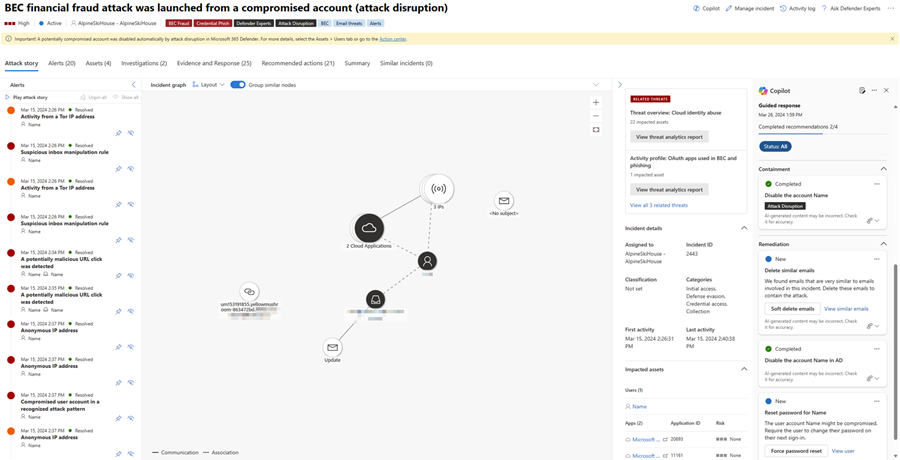 BEC financial fraud attack was launched from a compromised account (attack disruption)
Copilot Manage incident Activity log Ask Defender Experts
High Active AlpineSkiHouse - AlpineSkiHouse BEC Fraud Credential Phish Defender Experts Attack Disruption BEC Email threats Alerts
Important! A potentially compromised account was disabled automatically by attack disruption in Microsoft 365 Defender. For more details, select the Assets > Users tab or go to the Action center.
Attack story Alerts (20) Assets (4) Investigations (2) Evidence and Response (25) Recommended actions (21) Summary Similar incidents (0)
Alerts
Play attack story Unpin all Show all
Mar 15, 2024 2:26 PM Resolved
Activity from a Tor IP address
Name
Mar 15, 2024 2:26 PM Resolved
Suspicious inbox manipulation rule
Name
Mar 15, 2024 2:26 PM Resolved
Activity from a Tor IP address
Name
Mar 15, 2024 2:26 PM Resolved
Suspicious inbox manipulation rule
Name
Mar 15, 2024 2:34 PM Resolved
A potentially malicious URL click
was detected
Name Name
Mar 15, 2024 2:35 PM Resolved
A potentially malicious URL click
was detected
Name Name
Mar 15, 2024 2:37 PM Resolved
Anonymous IP address
Name
Mar 15, 2024 2:37 PM Resolved
Anonymous IP address
Name
Mar 15, 2024 2:37 PM Resolved
Compromised user account in a
recognized attack pattern
Name
Mar 15, 2024 2:37 PM Resolved
Anonymous IP address
Name
Incident graph Layout Group similar nodes
3 IPs
<No subject>
2 Cloud Applications
Update
Communication Association
RELATED THREATS
Threat overview: Cloud identity abuse
22 impacted assets
View threat analytics report
Activity profile: OAuth apps used in BEC and
phishing
1 impacted asset
View threat analytics report
View all 3 related threats
Incident details
Assigned to Incident ID
AlpineSkiHouse - 2443
AlpineSkiHouse
Classification Categories
Not set Initial access,
Defense evasion,
Credential access,
Collection
First activity Last activity
Mar 15, 2024 2:26:31 Mar 15, 2024 2:40:38
PM PM
Impacted assets
Users (1)
Name
Apps (2) Application ID Risk
Microsoft ... 20893 None
Microsoft ... 11161 None
Copilot
Guided response
Mar 26, 2024 1:59 PM
Completed recommendations 2/4
Status: All
Containment
Completed
Disable the account Name
Attack Disruption
AI-generated content may be incorrect. Check
it for accuracy.
Remediation
New
Delete similar emails
We found emails that are very similar to emails
involved in this incident. Delete these emails to
contain the attack.
Soft delete emails View similar emails
AI-generated content may be incorrect. Check
it for accuracy.
Completed
Disable the account Name in AD
AI-generated content may be incorrect. Check
it for accuracy.
New
Reset password for Name
The user account Name might be compromised.
Require the user to change their password on
their next sign-in.
Force password reset View user